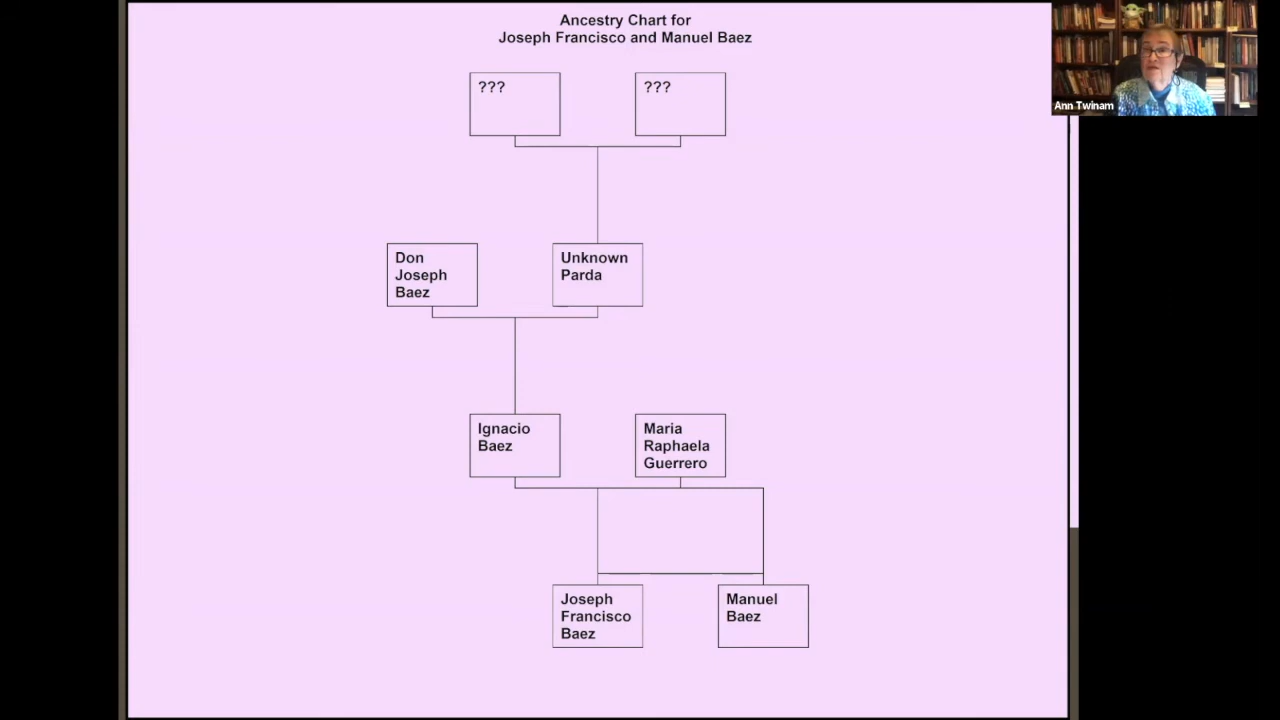 Ancestry Chart for
Joseph Francisco and Manuel Baez
Ann Twinam
???
???
Don
Joseph
Baez
Unknown
Parda
Ignacio
Baez
Maria
Raphaela
Guerrero
Joseph
Francisco
Baez
Manuel
Baez